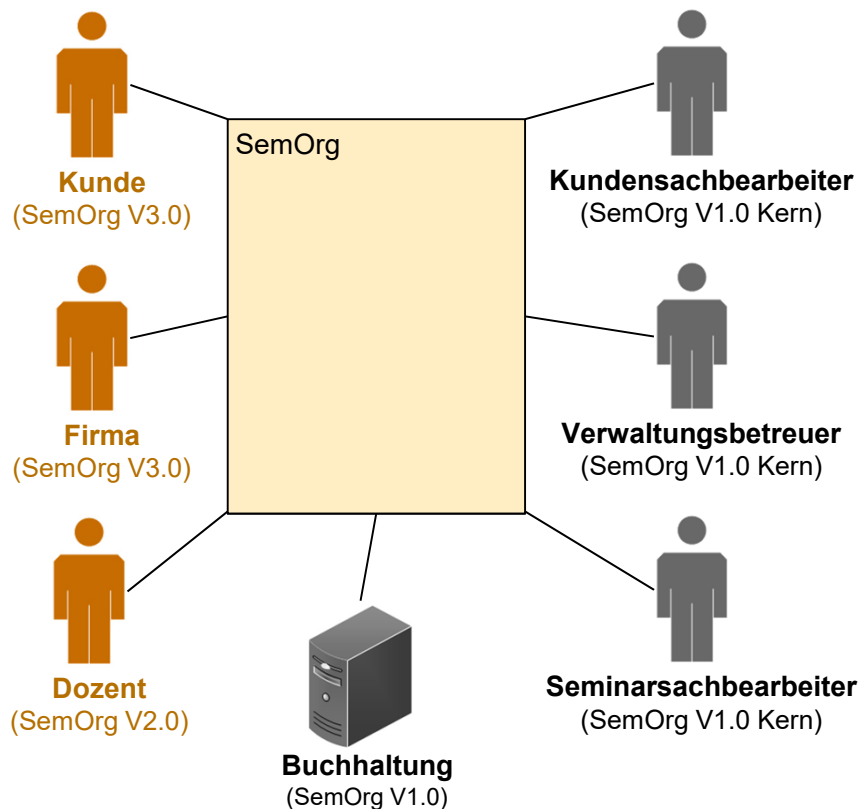 SemOrg
Kunde
(SemOrg V3.0)
Kundensachbearbeiter
(SemOrg V1.0 Kern)
Firma
(SemOrg V3.0)
Verwaltungsbetreuer
(SemOrg V1.0 Kern)
Dozent
(SemOrg V2.0)
Seminarsachbearbeiter
(SemOrg V1.0 Kern)
Buchhaltung
(SemOrg V1.0)